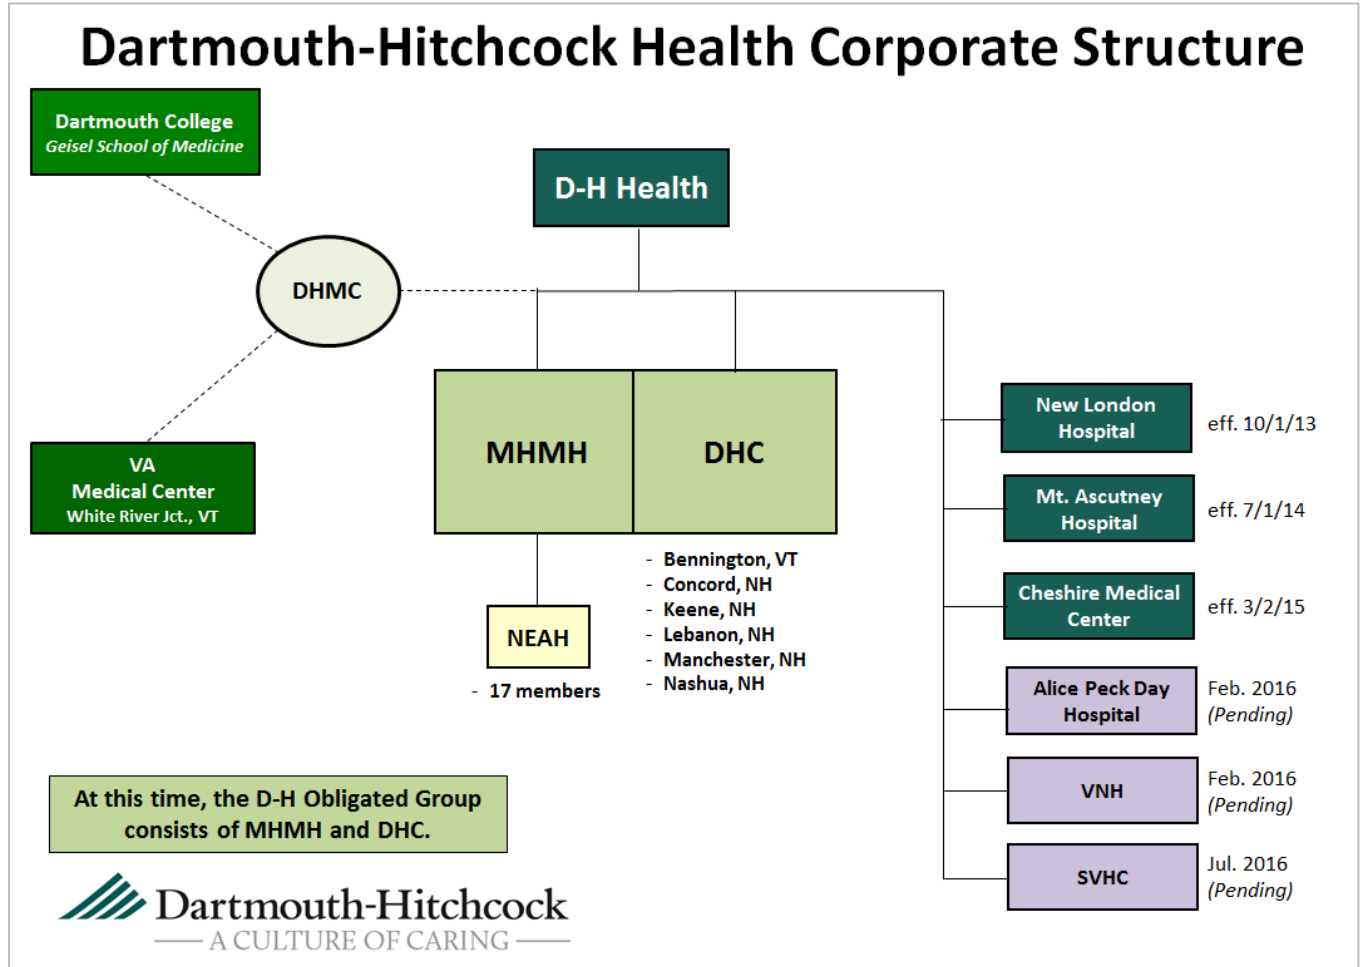 Dartmouth-Hitchcock Health Corporate Structure
Dartmouth College
Geisel School of Medicine
D-H Health
DHMC
VA
Medical Center
White River Jct., VT
MHMH
DHC
- Bennington, VT
- Concord, NH
- Keene, NH
- Lebanon, NH
- Manchester, NH
- Nashua, NH
NEAH
- 17 members
New London
Hospital
eff. 10/1/13
Mt. Ascutney
Hospital
eff. 7/1/14
Cheshire Medical
Center
eff. 3/2/15
Alice Peck Day
Hospital
Feb. 2016
(Pending)
VNH
Feb. 2016
(Pending)
SVHC
Jul. 2016
(Pending)
At this time, the D-H Obligated Group
consists of MHMH and DHC.
Dartmouth-Hitchcock
A CULTURE OF CARING